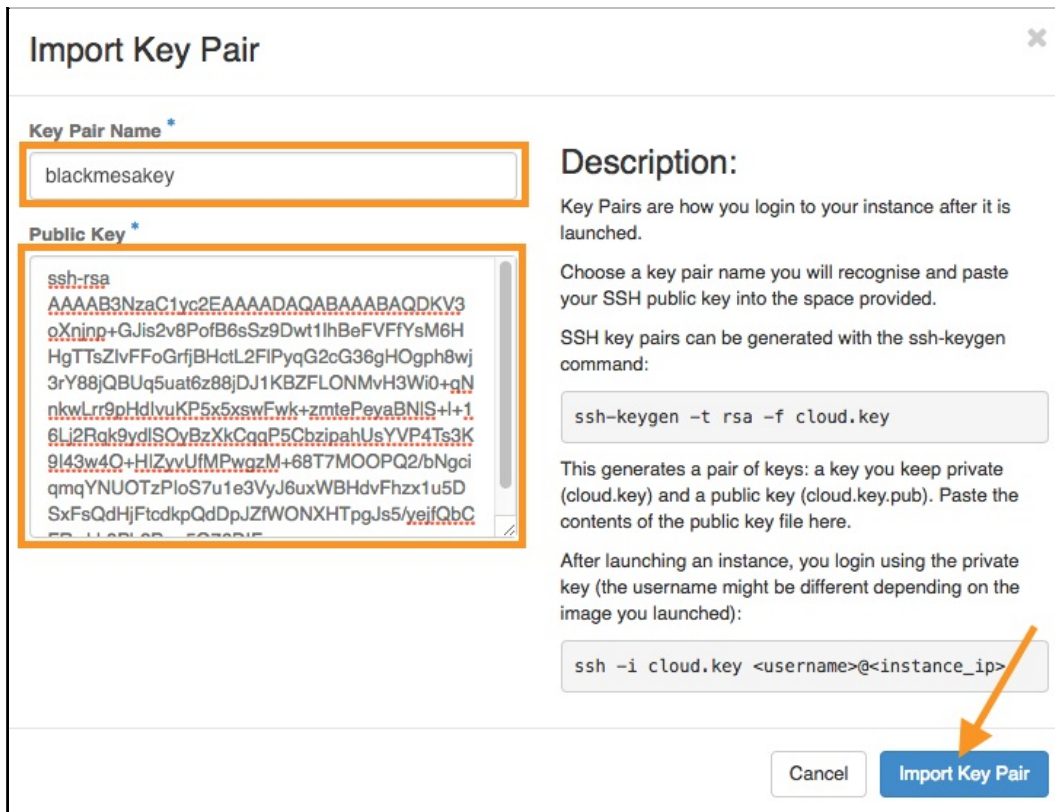 Import Key Pair
Key Pair Name *
blackmesakey
Public Key *
ssh-rsa
AAAAB3NzaC1yc2EAAAADAQABAAABAQDKV3
oXnjnp+GJis2v8PofB6sSz9Dwt1IhBeFVFfYsM6H
HgTTsZlvFFoGrfjBHctL2FlPyqG2cG36gHOgph8wj
3rY88jQBUq5uat6z88jDJ1KBZFLONMvH3Wi0+qN
nkwLrr9pHdlvuKP5x5xswFwk+zmtePeyaBNlS+l+1
6Lj2Rqk9ydlSOyBzXkCqqP5CbzipahUsYVP4Ts3K
9l43w4O+HlZyvUfMPwgzM+68T7MOOPQ2/bNgci
qmqYNUOTzPloS7u1e3VyJ6uxWBHdvFhzx1u5D
SxFsQdHjFtcdkpQdDpJZfWONXHTpgJs5/yejfQbC
Description:
Key Pairs are how you login to your instance after it is
launched.
Choose a key pair name you will recognise and paste
your SSH public key into the space provided.
SSH key pairs can be generated with the ssh-keygen
command:
ssh-keygen -t rsa -f cloud.key
This generates a pair of keys: a key you keep private
(cloud.key) and a public key (cloud.key.pub). Paste the
contents of the public key file here.
After launching an instance, you login using the private
key (the username might be different depending on the
image you launched):
ssh -i cloud.key <username>@<instance_ip>
Cancel
Import Key Pair